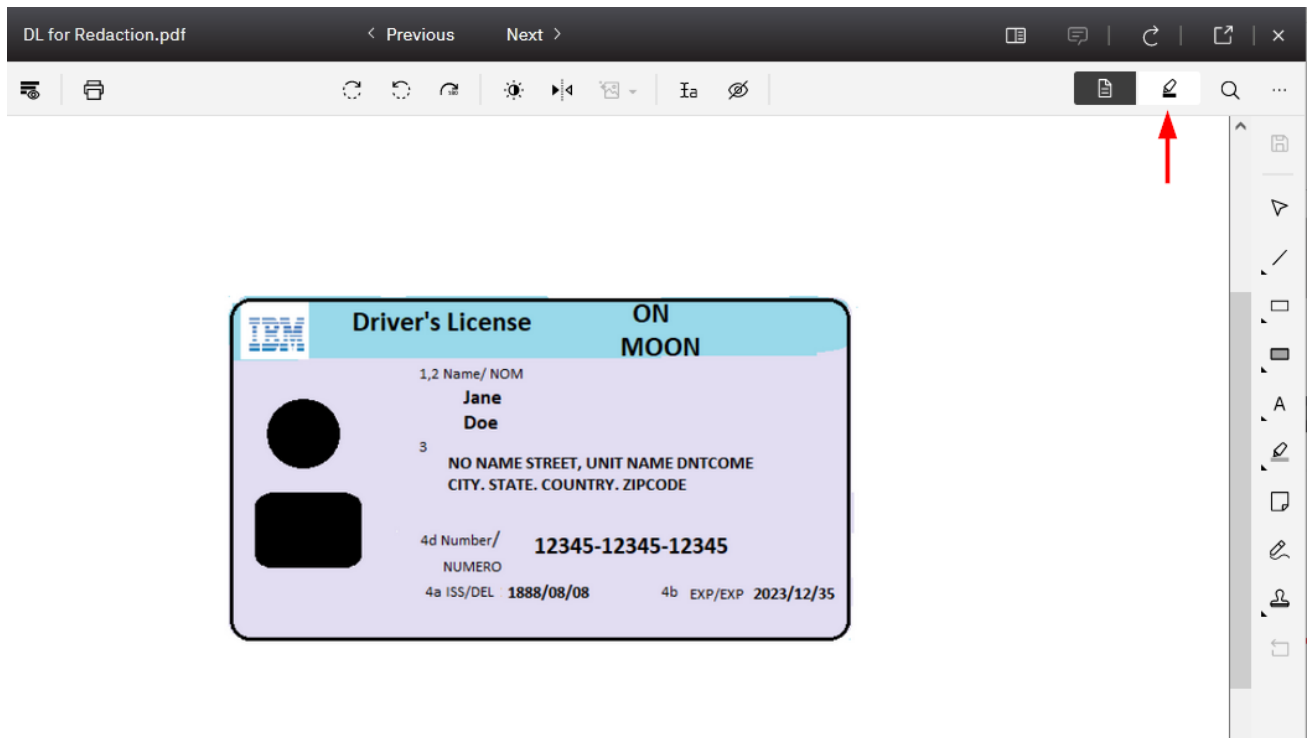 DL for Redaction.pdf
Previous Next
Ŧa
A
IBM
Driver's License
ON
MOON
1,2 Name/ NOM
Jane
Doe
3
NO NAME STREET, UNIT NAME DNTCOME
CITY. STATE. COUNTRY. ZIPCODE
4d Number/
NUMERO
12345-12345-12345
4a ISS/DEL 1888/08/08 4b EXP/EXP 2023/12/35